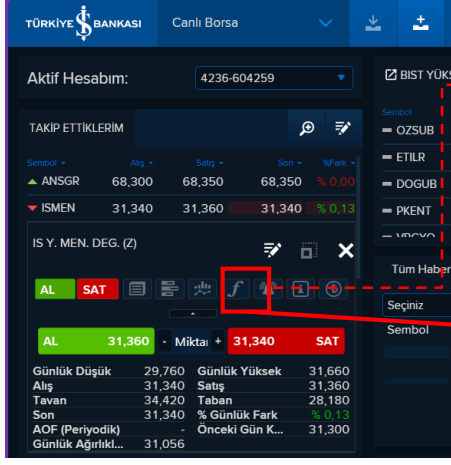 TÜRKİYE İŞ BANKASI
Canlı Borsa
Aktif Hesabım:
4236-604259
BIST YÜKS
TAKİP ETTİKLERİM
Sembol
Sembol Alış Satış Son %Fark
OZSUB
ANSGR 68,300 68,350 68,350 % 0,00
ETILR
ISMEN 31,340 31,360 31,340 % 0,13
DOGUB
PKENT
IS Y. MEN. DEG. (Z)
VBCYO
Tüm Haber
AL SAT f
Seçiniz
Sembol
AL 31,360 - Miktar + 31,340 SAT
Günlük Düşük 29,760 Günlük Yüksek 31,660
Alış 31,340 Satış 31,360
Tavan 34,420 Taban 28,180
Son 31,340 % Günlük Fark % 0,13
AOF (Periyodik) - Önceki Gün K... 31,300
Günlük Ağırlıkl... 31,056